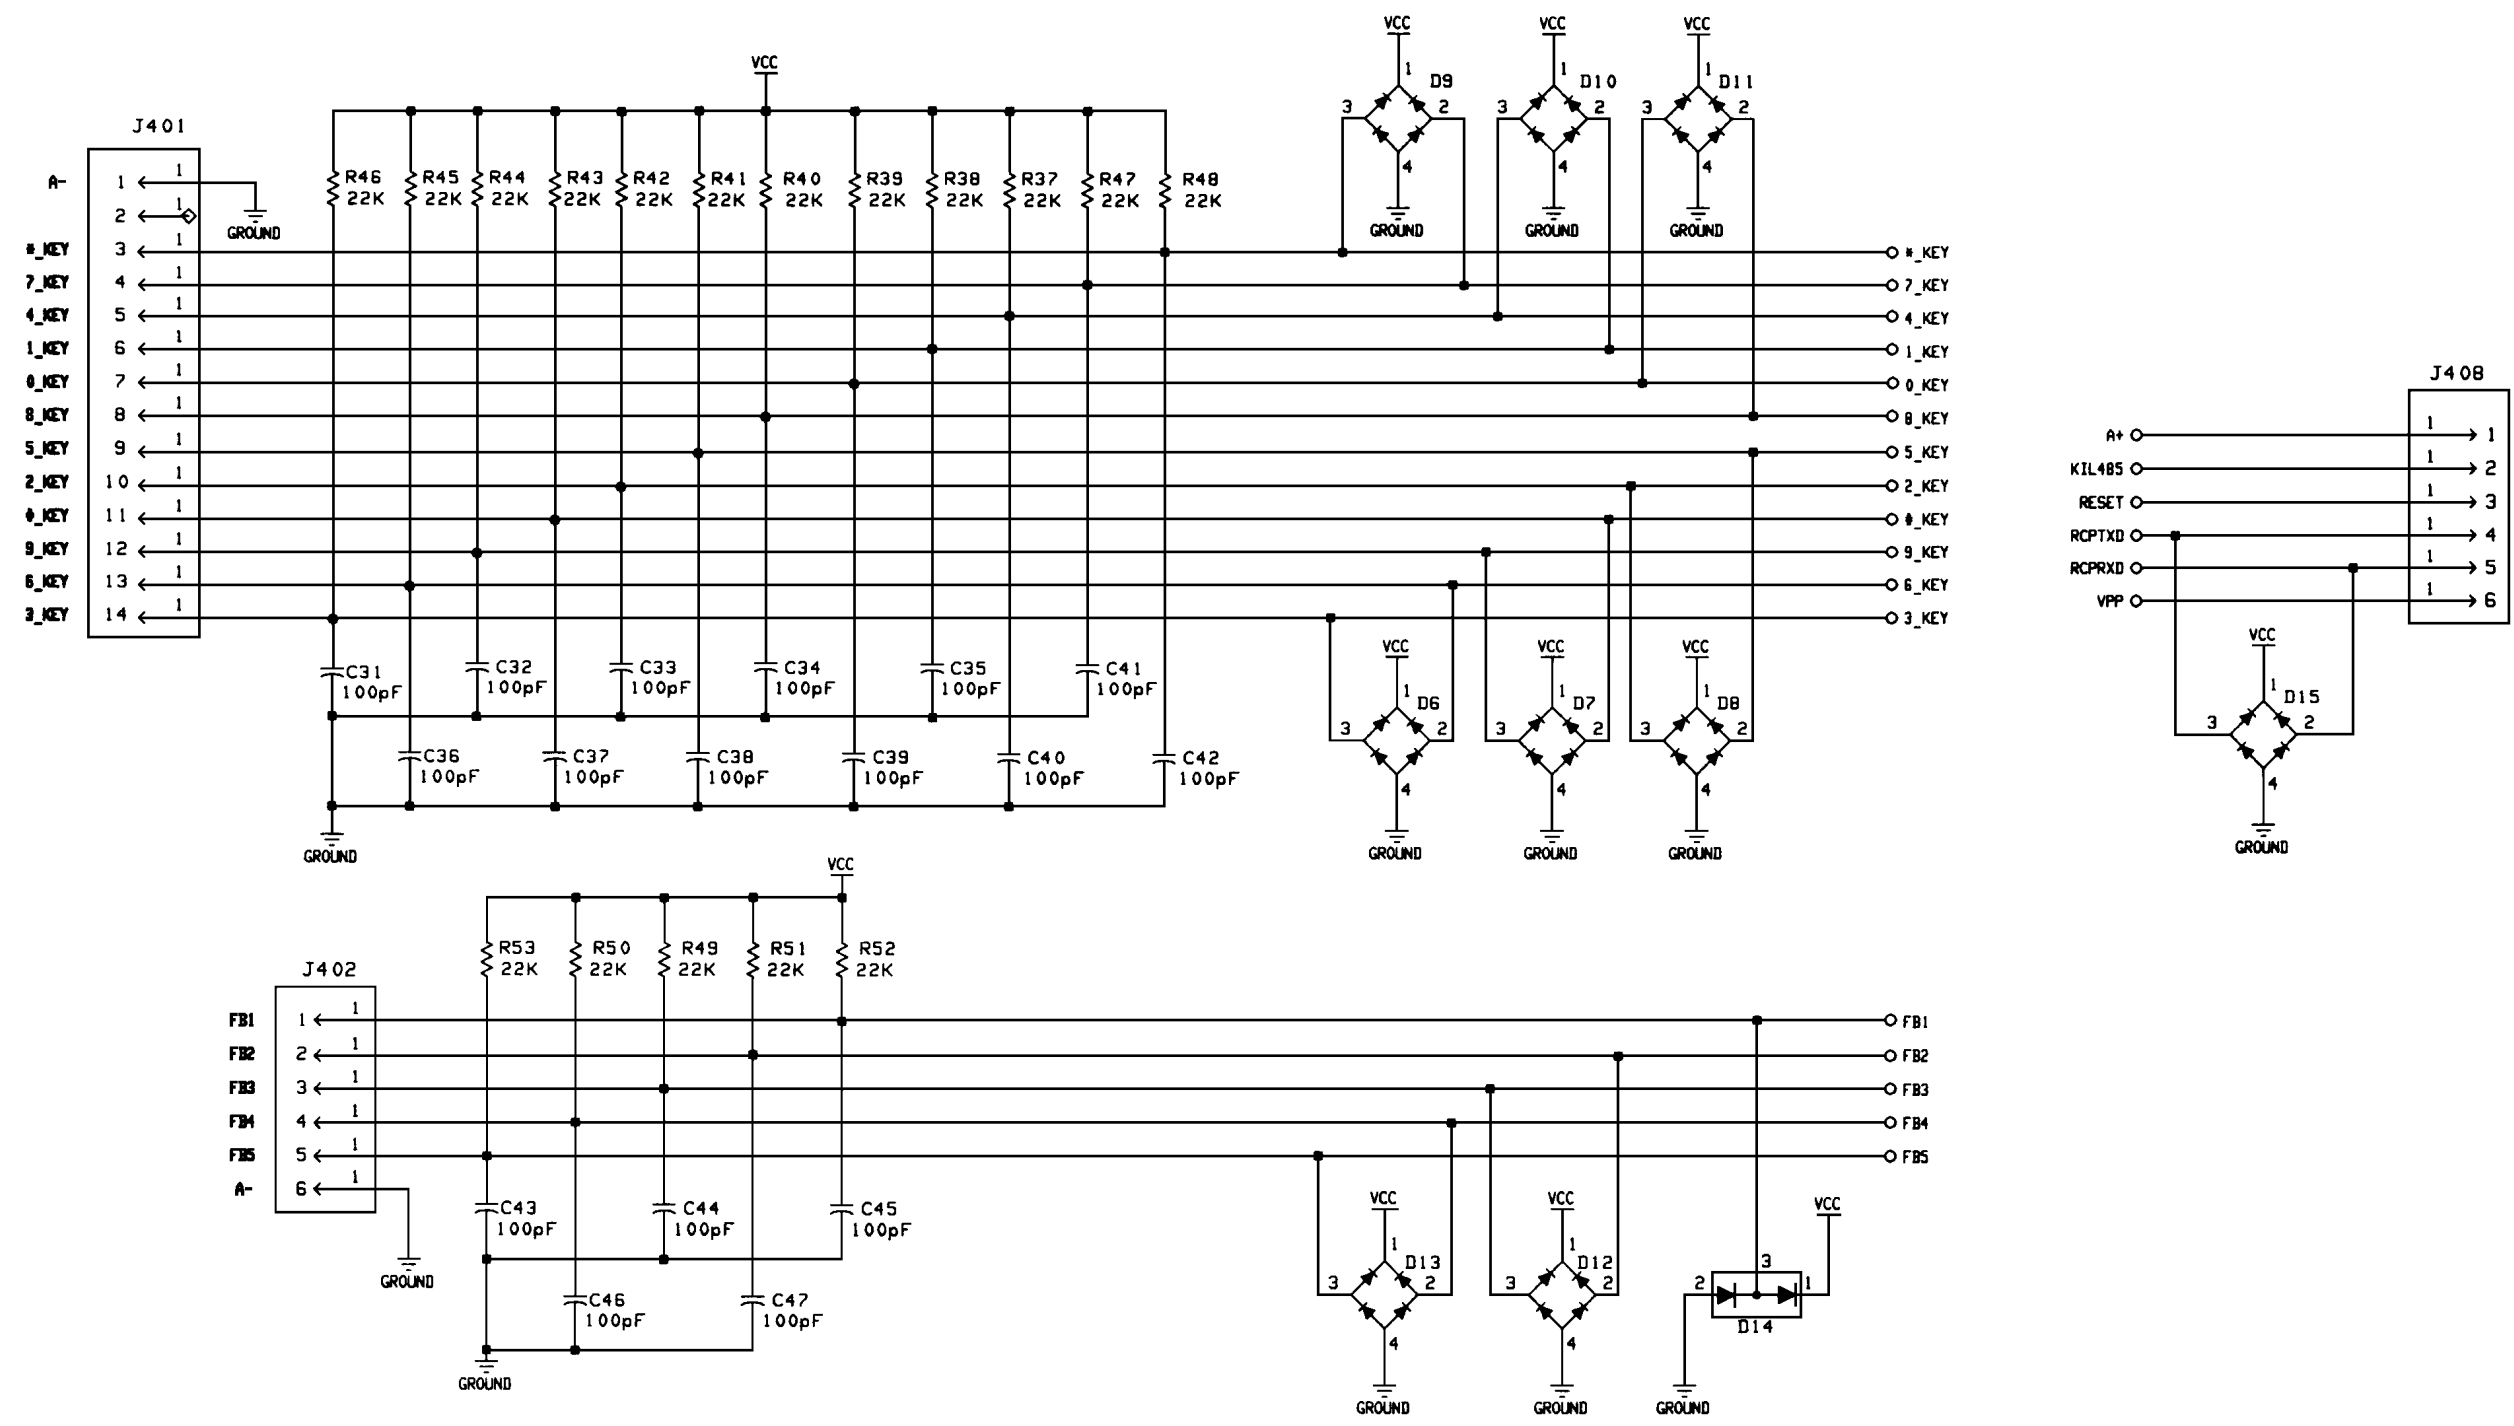 VCC
VCC
VCC
VCC
1 D9
3 2
4
GROUND
1 D10
3 2
4
GROUND
1 D11
3 2
4
GROUND
J401
A- 1 1
2 1
GROUND
*_KEY 3 1
7_KEY 4 1
4_KEY 5 1
1_KEY 6 1
0_KEY 7 1
8_KEY 8 1
5_KEY 9 1
2_KEY 10 1
#_KEY 11 1
9_KEY 12 1
6_KEY 13 1
3_KEY 14 1
R46 R45 R44 R43 R42 R41 R40 R39 R38 R37 R47 R48
22K 22K 22K 22K 22K 22K 22K 22K 22K 22K 22K 22K
*_KEY
7_KEY
4_KEY
1_KEY
0_KEY
8_KEY
5_KEY
2_KEY
#_KEY
9_KEY
6_KEY
3_KEY
C31 C32 C33 C34 C35 C41
100pF 100pF 100pF 100pF 100pF 100pF
C36 C37 C38 C39 C40 C42
100pF 100pF 100pF 100pF 100pF 100pF
GROUND
VCC VCC VCC
1 D6
3 2
4
GROUND
1 D7
3 2
4
GROUND
1 D8
3 2
4
GROUND
J408
A+ 1 1
KIL485 1 2
RESET 1 3
RCPTXD 1 4
RCPRXD 1 5
VPP 1 6
VCC
1 D15
3 2
4
GROUND
VCC
R53 R50 R49 R51 R52
22K 22K 22K 22K 22K
J402
FB1 1 1
FB2 2 1
FB3 3 1
FB4 4 1
FB5 5 1
A- 6 1
GROUND
FB1
FB2
FB3
FB4
FB5
C43 C44 C45
100pF 100pF 100pF
C46 C47
100pF 100pF
GROUND
VCC VCC VCC
1 D13
3 2
4
GROUND
1 D12
3 2
4
GROUND
3
2 1
D14
GROUND